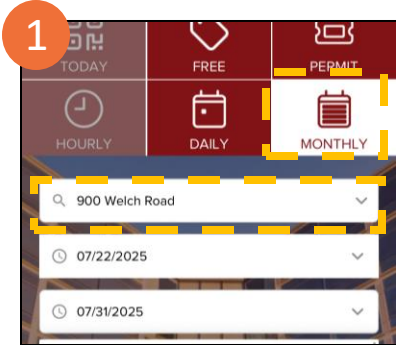 1
TODAY
FREE
PERMIT
HOURLY
DAILY
MONTHLY
900 Welch Road
07/22/2025
07/31/2025